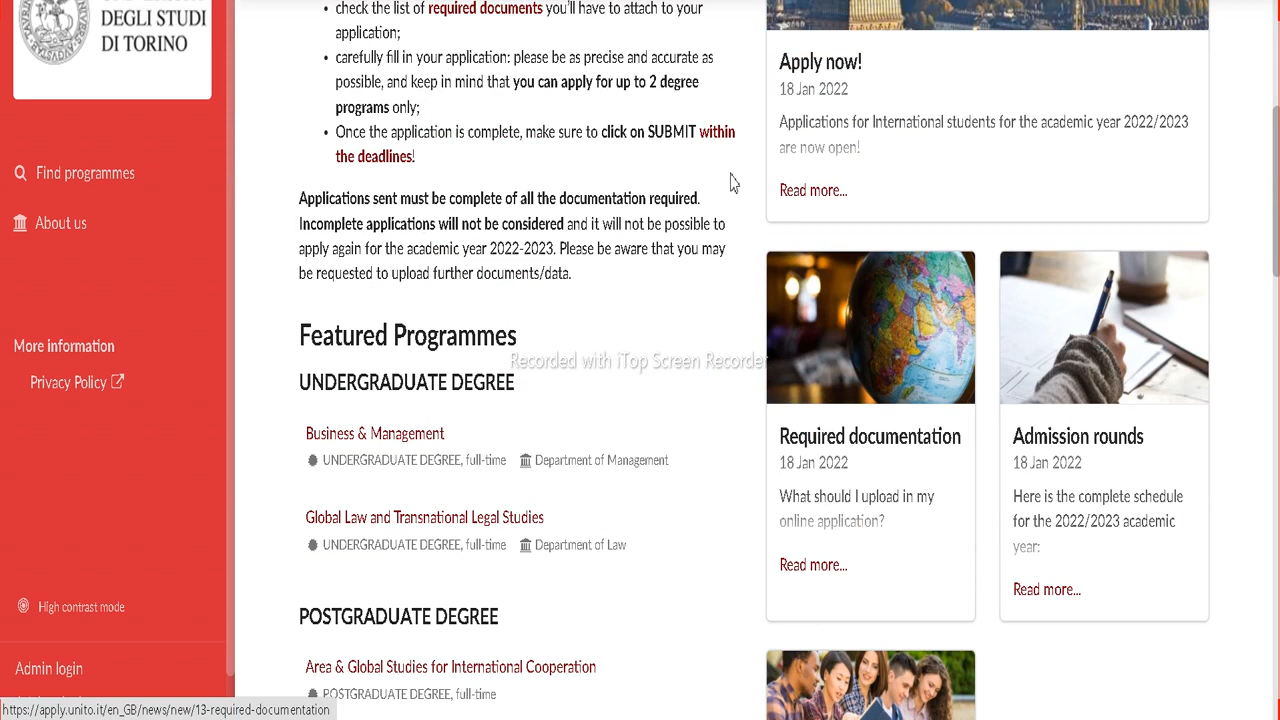 DEGLI STUDI
DI TORINO
Find programmes
About us
More information
Privacy Policy
High contrast mode
Admin login
https://apply.unito.it/en_GB/news/new/13-required-documentation
• check the list of required documents you'll have to attach to your
application;
• carefully fill in your application: please be as precise and accurate as
possible, and keep in mind that you can apply for up to 2 degree
programs only;
• Once the application is complete, make sure to click on SUBMIT within
the deadlines!
Applications sent must be complete of all the documentation required.
Incomplete applications will not be considered and it will not be possible to
apply again for the academic year 2022-2023. Please be aware that you may
be requested to upload further documents/data.
Featured Programmes
Recorded with iTop Screen Recorder
UNDERGRADUATE DEGREE
Business & Management
UNDERGRADUATE DEGREE, full-time Department of Management
Global Law and Transnational Legal Studies
UNDERGRADUATE DEGREE, full-time Department of Law
POSTGRADUATE DEGREE
Area & Global Studies for International Cooperation
POSTGRADUATE DEGREE, full-time
Apply now!
18 Jan 2022
Applications for International students for the academic year 2022/2023
are now open!
Read more...
Required documentation
18 Jan 2022
What should I upload in my
online application?
Read more...
Admission rounds
18 Jan 2022
Here is the complete schedule
for the 2022/2023 academic
year:
Read more...